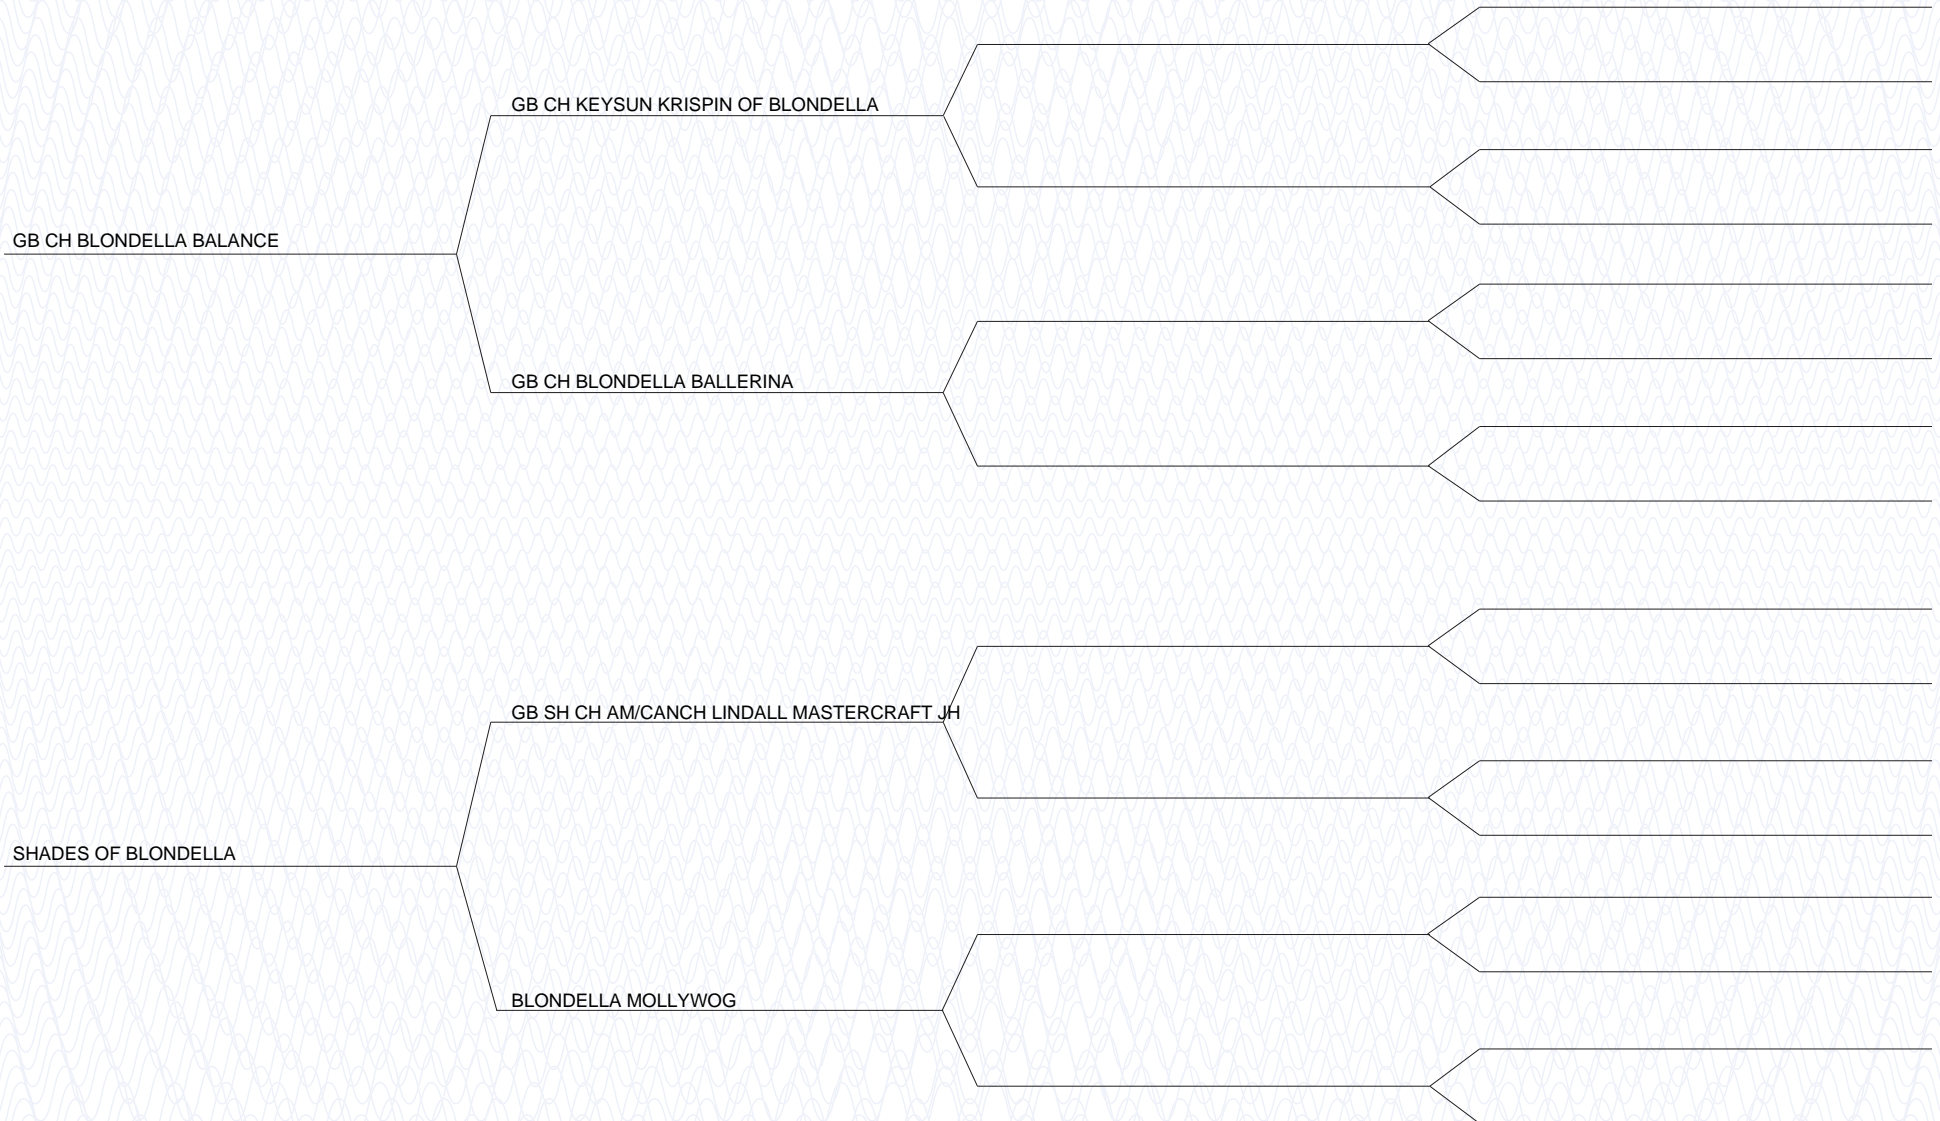 GB CH KEYSUN KRISPIN OF BLONDELLA
GB CH BLONDELLA BALANCE
GB CH BLONDELLA BALLERINA
GB SH CH AM/CANCH LINDALL MASTERCRAFT JH
SHADES OF BLONDELLA
BLONDELLA MOLLYWOG